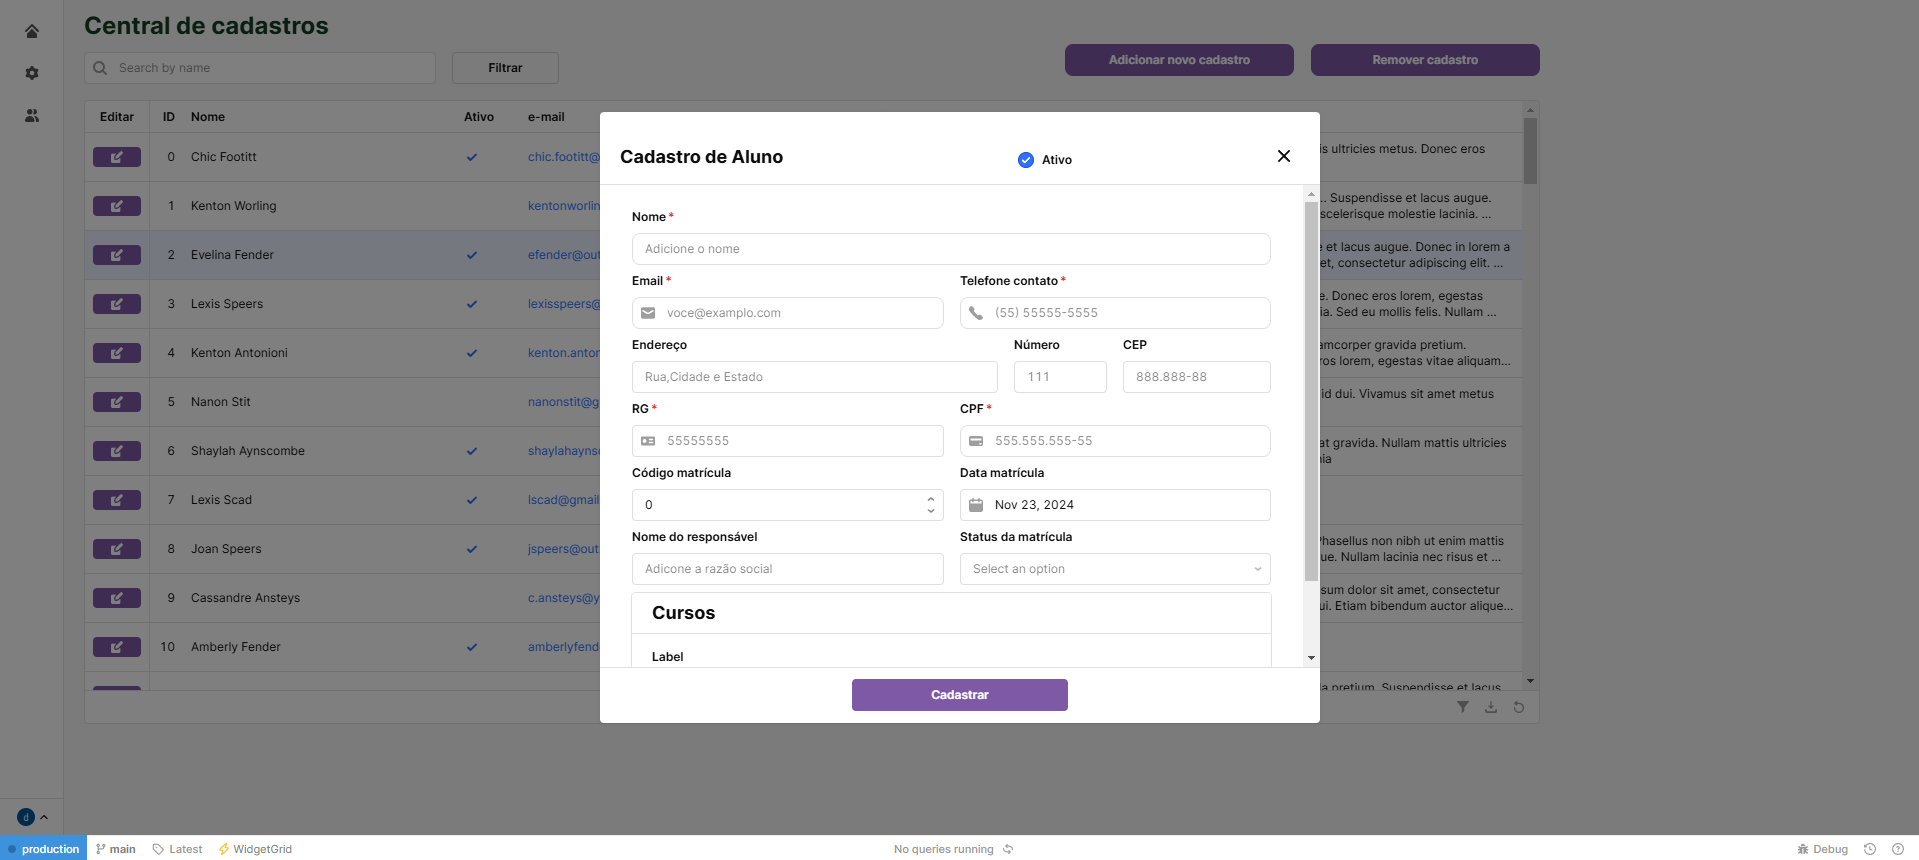 Central de cadastros
Search by name
Filtrar
Adicionar novo cadastro
Remover cadastro
Editar ID Nome Ativo e-mail
0 Chic Footitt chic.footitt@
is ultricies metus. Donec eros
1 Kenton Worling kentonworlin
. Suspendisse et lacus augue.
scelerisque molestie lacinia. ...
2 Evelina Fender efender@out
e et lacus augue. Donec in lorem a
et, consectetur adipiscing elit. ...
3 Lexis Speers lexisspeers@
e. Donec eros lorem, egestas
ia. Sed eu mollis felis. Nullam ...
4 Kenton Antonioni kenton.anton
amcorper gravida pretium.
ros lorem, egestas vitae aliquam...
5 Nanon Stit nanonstit@g
id dui. Vivamus sit amet metus
6 Shaylah Aynscombe shaylahaynsc
at gravida. Nullam mattis ultricies
nia
7 Lexis Scad lscad@gmail
8 Joan Speers jspeers@out
Phasellus non nibh ut enim mattis
ue. Nullam lacinia nec risus et ...
9 Cassandre Ansteys c.ansteys@y
sum dolor sit amet, consectetur
ui. Etiam bibendum auctor alique...
10 Amberly Fender amberlyfend
la pretium. Suspendisse et lacus
Cadastro de Aluno
Ativo
Nome *
Adicione o nome
Email *
Telefone contato *
voce@examplo.com
(55) 55555-5555
Endereço
Número
CEP
Rua,Cidade e Estado
111
888.888-88
RG *
CPF *
55555555
555.555.555-55
Código matrícula
Data matrícula
0
Nov 23, 2024
Nome do responsável
Status da matrícula
Adicone a razão social
Select an option
Cursos
Label
Cadastrar
d
production
main
Latest
WidgetGrid
No queries running
Debug